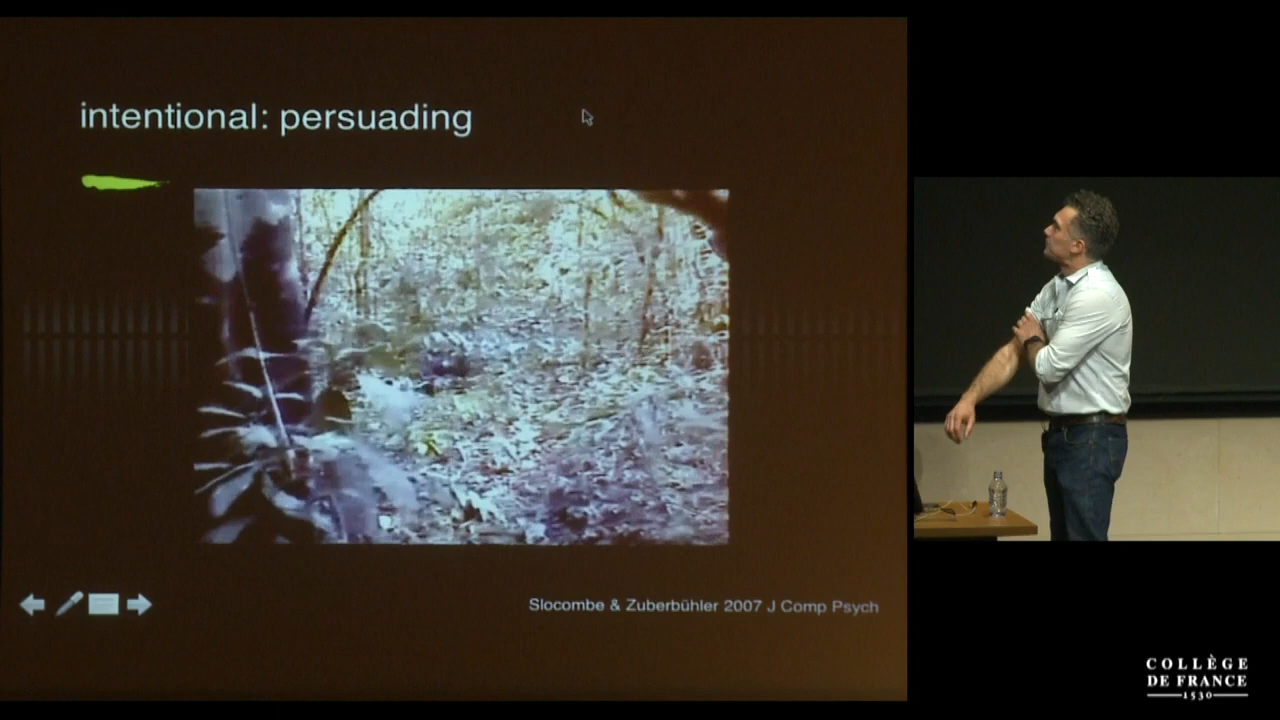 intentional: persuading
Slocombe & Zuberbühler 2007 J Comp Psych
COLLÈGE
DE FRANCE
1530